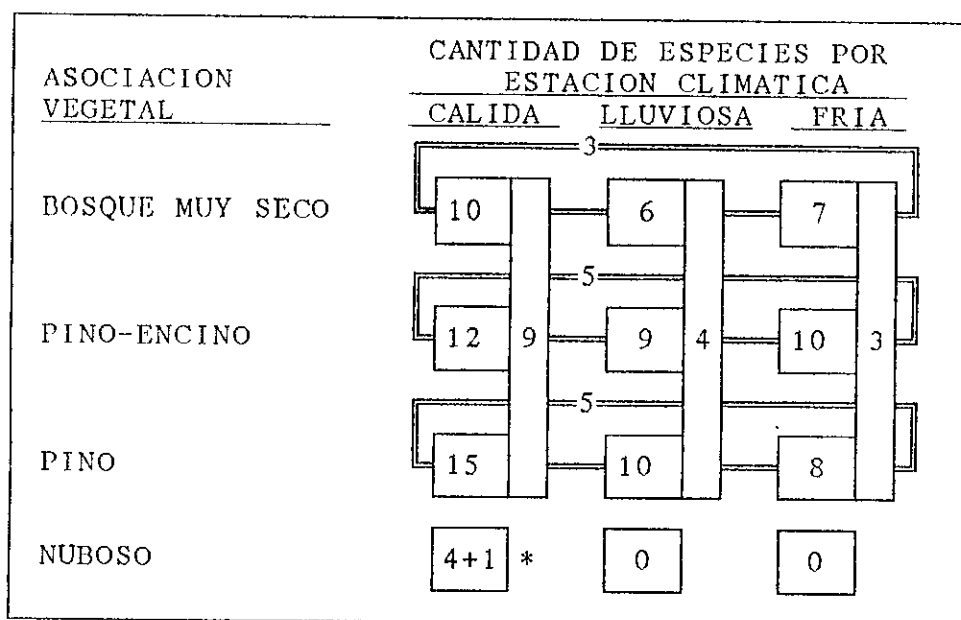 CANTIDAD DE ESPECIES POR
ASOCIACION ESTACION CLIMATICA
VEGETAL CALIDA LLUVIOSA FRIA
3
BOSQUE MUY SECO 10 6 7
5
PINO-ENCINO 12 9 9 4 10 3
5
PINO 15 10 8
NUBOSO 4+1 * 0 0